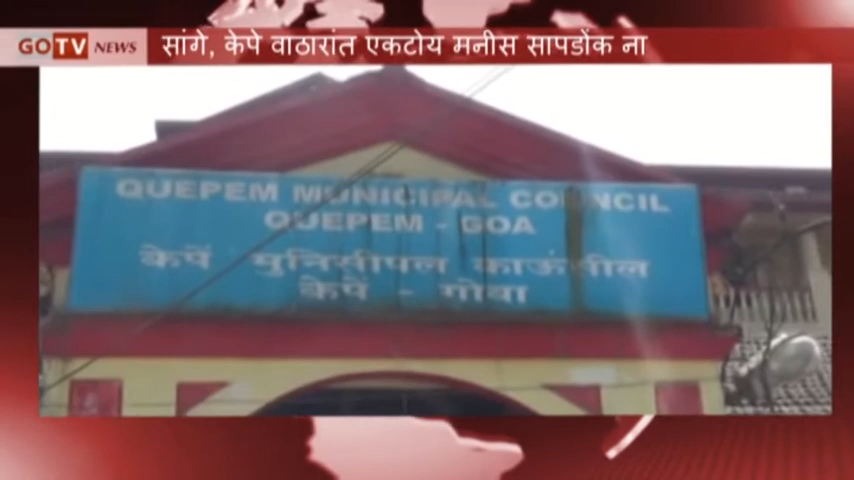 GOTV NEWS
सांगे, केपे वाठारांत एकटोय मनीस सापडोंक ना
QUEPEM MUNICIPAL COUNCIL
QUEPEM - GOA
केपें मुनिसीपल काऊंसील
केपें - गोवा